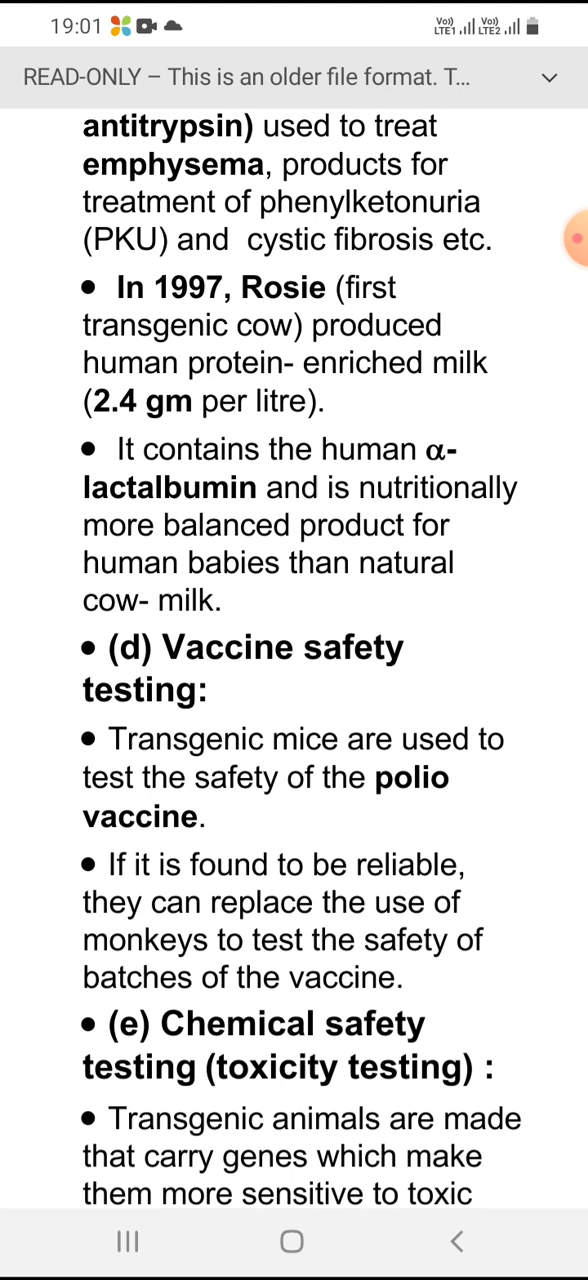 19:01
Vo)) LTE1 Vo)) LTE2
READ-ONLY – This is an older file format. T...
antitrypsin) used to treat
emphysema, products for
treatment of phenylketonuria
(PKU) and cystic fibrosis etc.
• In 1997, Rosie (first
transgenic cow) produced
human protein- enriched milk
(2.4 gm per litre).
• It contains the human α-
lactalbumin and is nutritionally
more balanced product for
human babies than natural
cow- milk.
• (d) Vaccine safety
testing:
• Transgenic mice are used to
test the safety of the polio
vaccine.
• If it is found to be reliable,
they can replace the use of
monkeys to test the safety of
batches of the vaccine.
• (e) Chemical safety
testing (toxicity testing) :
• Transgenic animals are made
that carry genes which make
them more sensitive to toxic